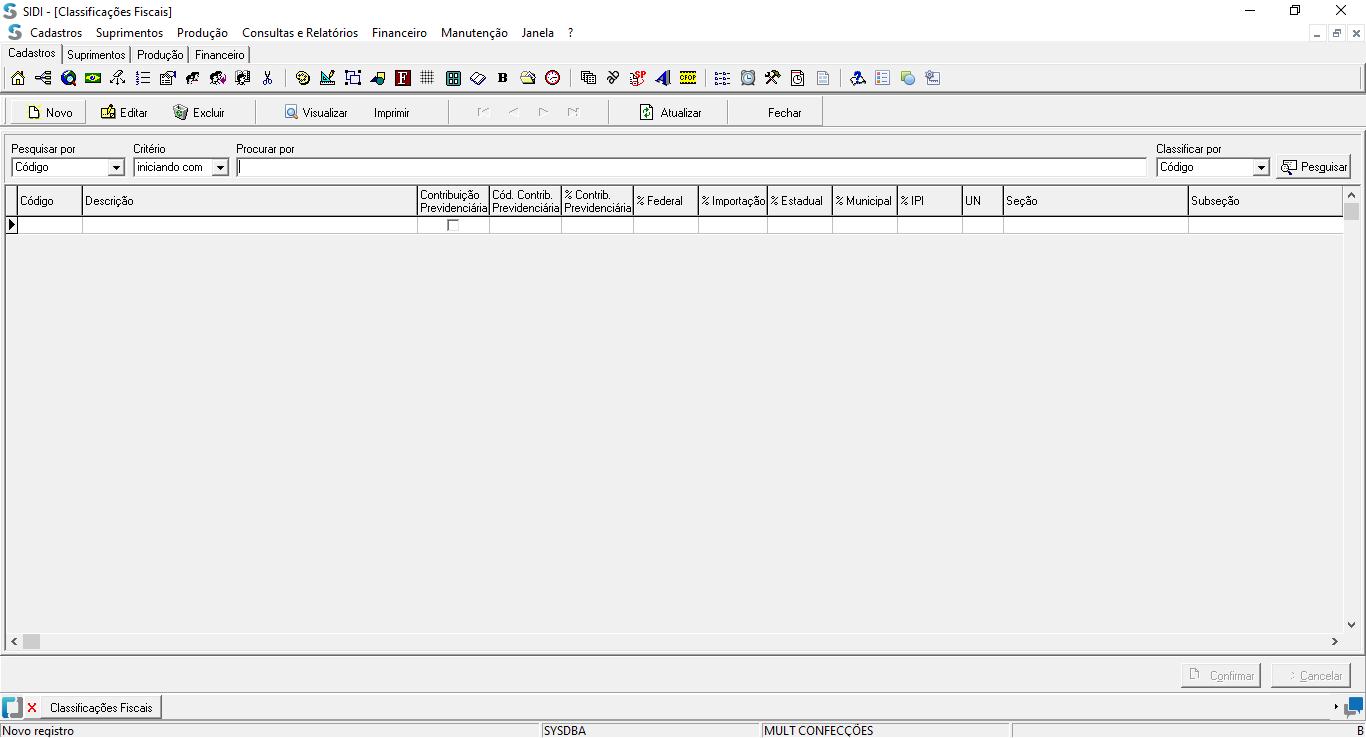 SIDI - [Classificações Fiscais]
Cadastros Suprimentos Produção Consultas e Relatórios Financeiro Manutenção Janela ?
Cadastros Suprimentos Produção Financeiro
F B SP CFOP
Novo Editar Excluir Visualizar Imprimir Atualizar Fechar
Pesquisar por Critério Procurar por Classificar por
Código iniciando com Código Pesquisar
Código Descrição Contribuição Previdenciária Cód. Contrib. Previdenciária % Contrib. Previdenciária % Federal % Importação % Estadual % Municipal % IPI UN Seção Subseção
Confirmar Cancelar
Classificações Fiscais
Novo registro SYSDBA MULT CONFECÇÕES B